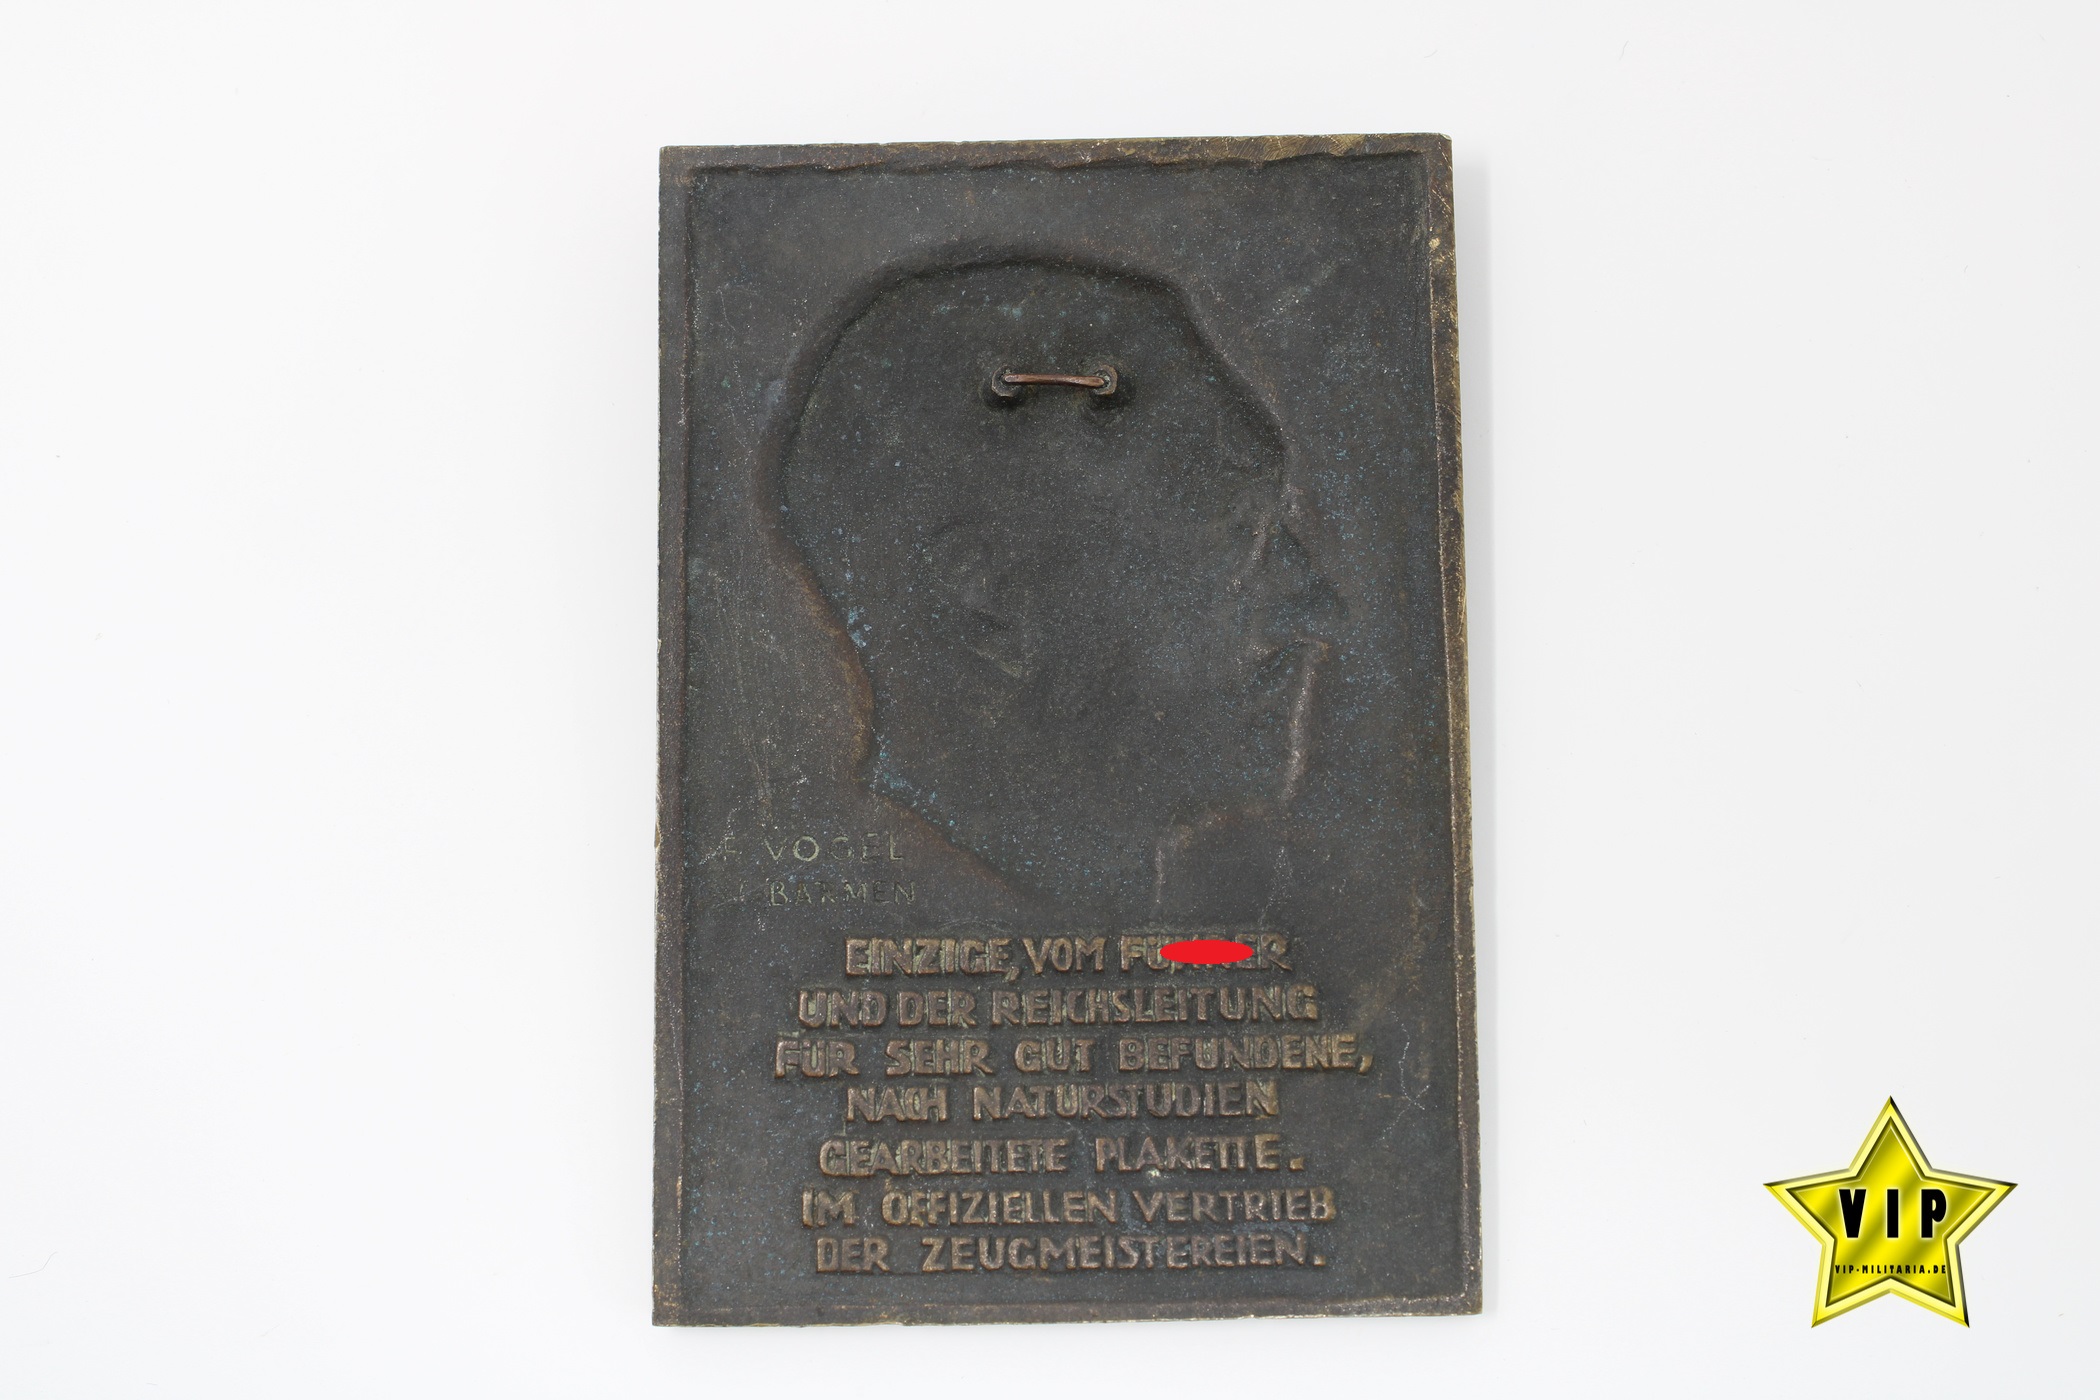 F VOGEL
BARMEN
EINZIGE, VOM FÜHRER
UND DER REICHSLEITUNG
FÜR SEHR GUT BEFUNDENE,
NACH NATURSTUDIEN
GEARBEITETE PLAKETTE.
IM OFFIZIELLEN VERTRIEB
DER ZEUGMEISTEREIEN.
VIP
VIP-MILITARIA.DE